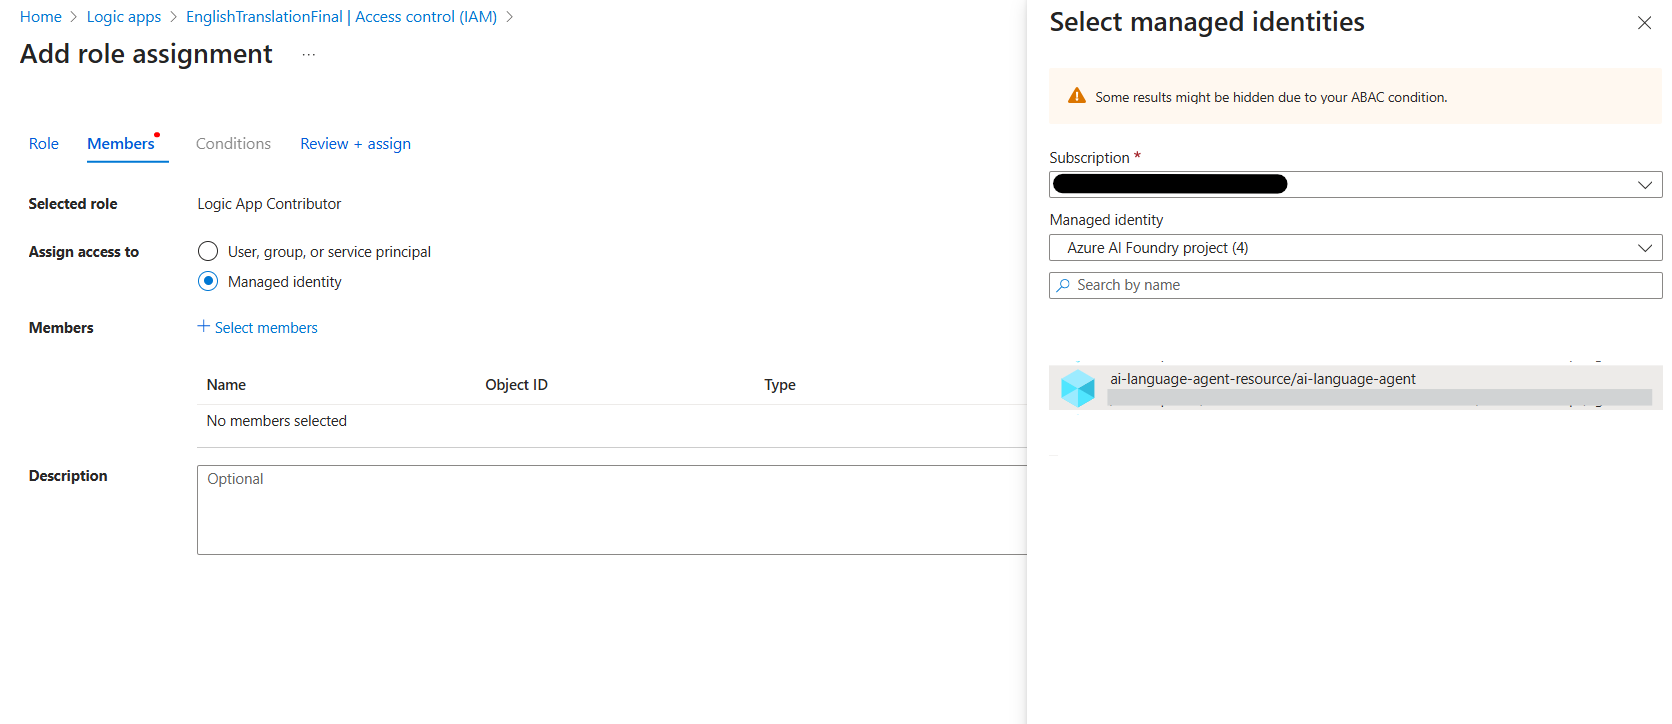 Home > Logic apps > EnglishTranslationFinal | Access control (IAM) >
Add role assignment ...
Role Members Conditions Review + assign
Selected role Logic App Contributor
Assign access to User, group, or service principal
Managed identity
Members + Select members
Name Object ID Type
No members selected
Description Optional
Select managed identities
Some results might be hidden due to your ABAC condition.
Subscription *
Managed identity
Azure AI Foundry project (4)
Search by name
ai-language-agent-resource/ai-language-agent